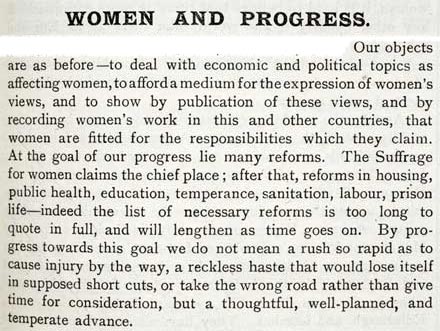 WOMEN AND PROGRESS.
Our objects
are as before—to deal with economic and political topics as
affecting women, to afford a medium for the expression of women's
views, and to show by publication of these views, and by
recording women's work in this and other countries, that
women are fitted for the responsibilities which they claim.
At the goal of our progress lie many reforms. The Suffrage
for women claims the chief place; after that, reforms in housing,
public health, education, temperance, sanitation, labour, prison
life—indeed the list of necessary reforms is too long to
quote in full, and will lengthen as time goes on. By pro-
gress towards this goal we do not mean a rush so rapid as to
cause injury by the way, a reckless haste that would lose itself
in supposed short cuts, or take the wrong road rather than give
time for consideration, but a thoughtful, well-planned, and
temperate advance.